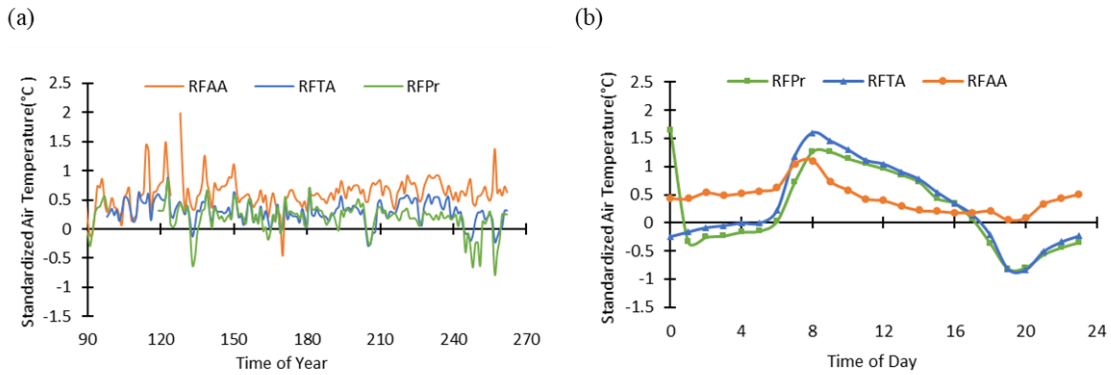 (a)
RFAA RFTA RFPr
Standardized Air Temperature(°C )
2.5
2
1.5
1
0.5
0
-0.5
-1
-1.5
90 120 150 180 210 240 270
Time of Year
(b)
RFPr RFTA RFAA
Standardized Air Temperature(°C)
2.5
2
1.5
1
0.5
0
-0.5
-1
-1.5
0 4 8 12 16 20 24
Time of Day